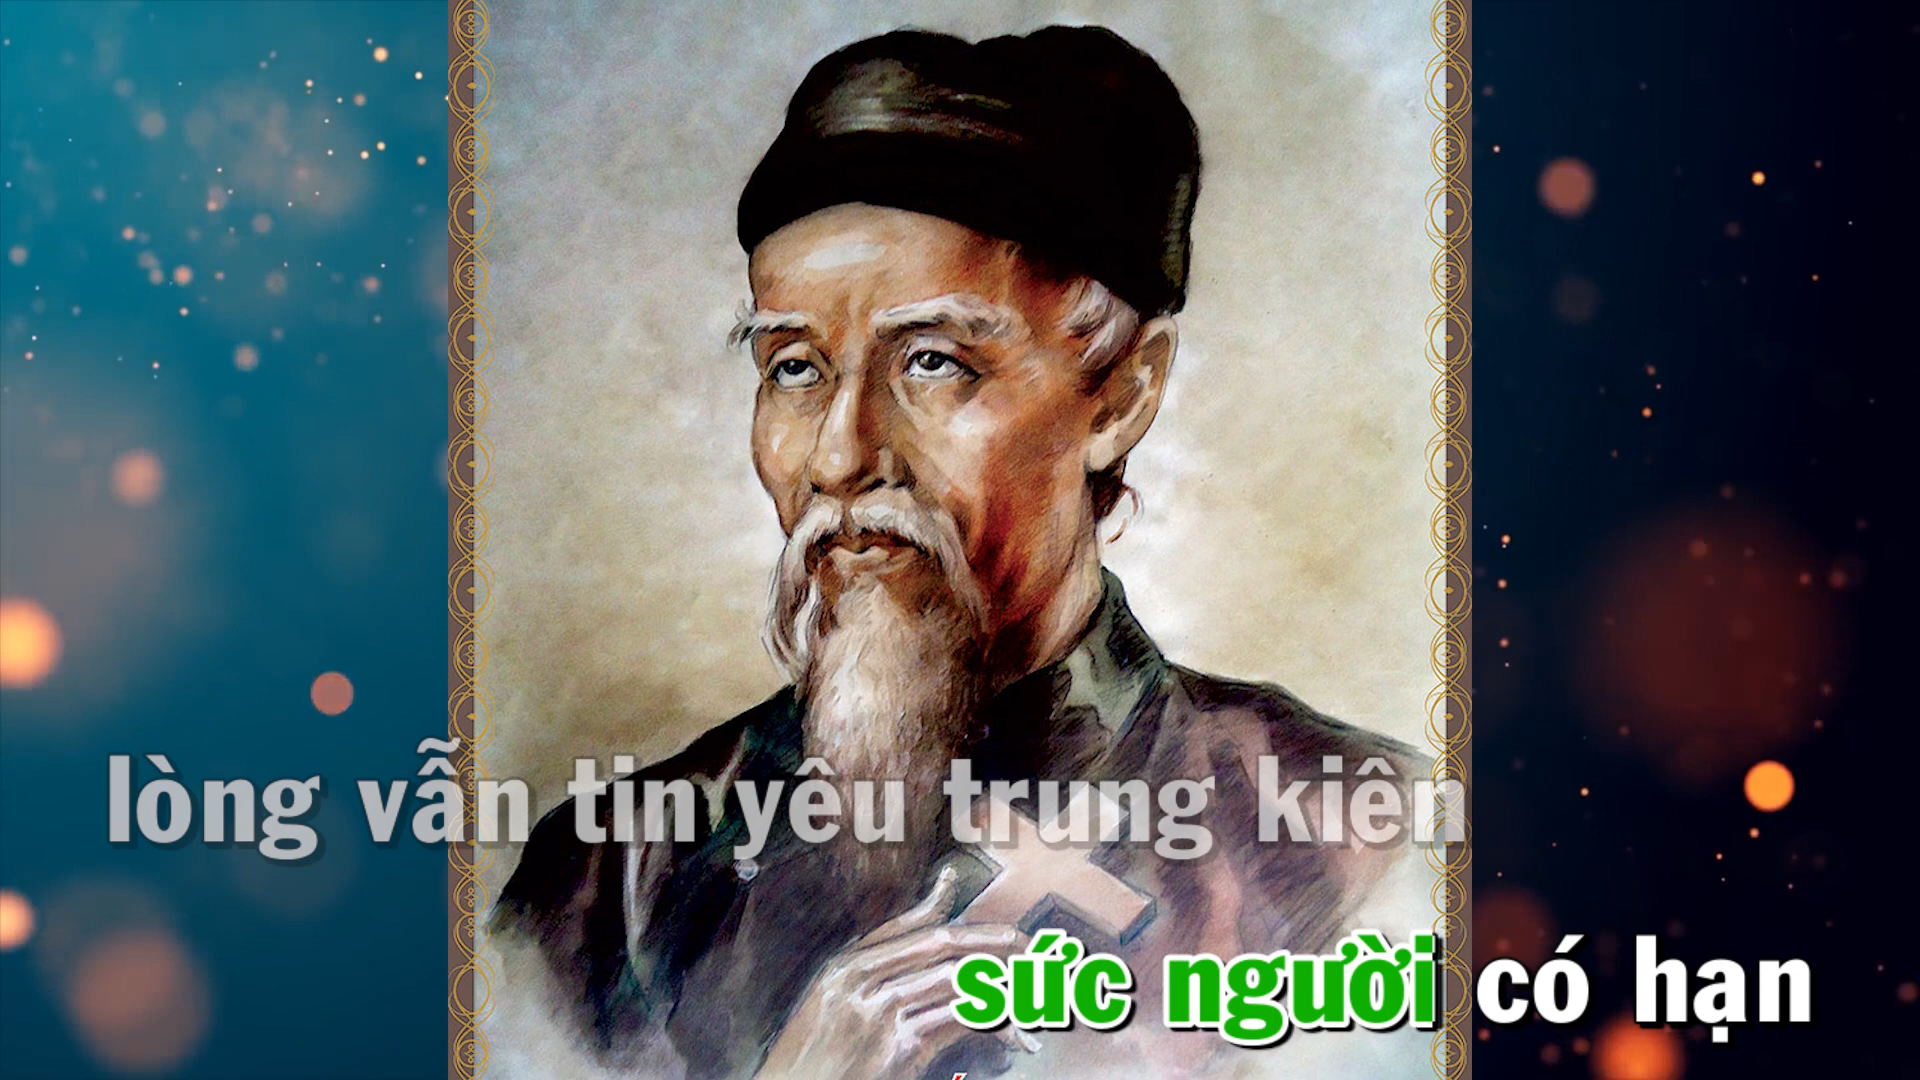 lòng vẫn tin yêu trung kiên
sức người có hạn